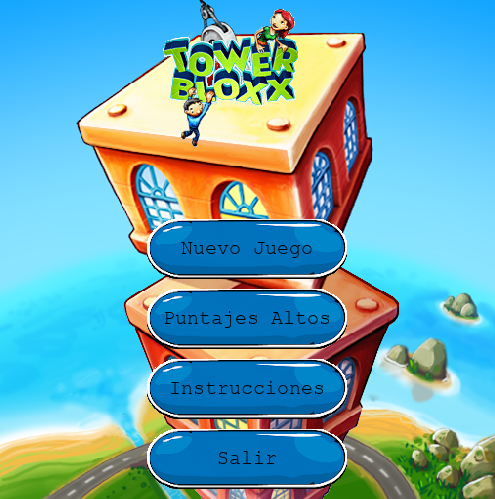 TOWER
BLOXX
Nuevo Juego
Puntajes Altos
Instrucciones
Salir